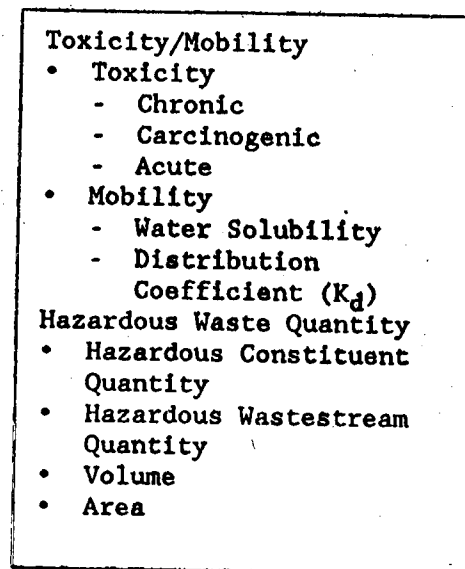 Toxicity/Mobility
• Toxicity
- Chronic
- Carcinogenic
- Acute
• Mobility
- Water Solubility
- Distribution
Coefficient (Kd)
Hazardous Waste Quantity
• Hazardous Constituent
Quantity
• Hazardous Wastestream
Quantity
• Volume
• Area